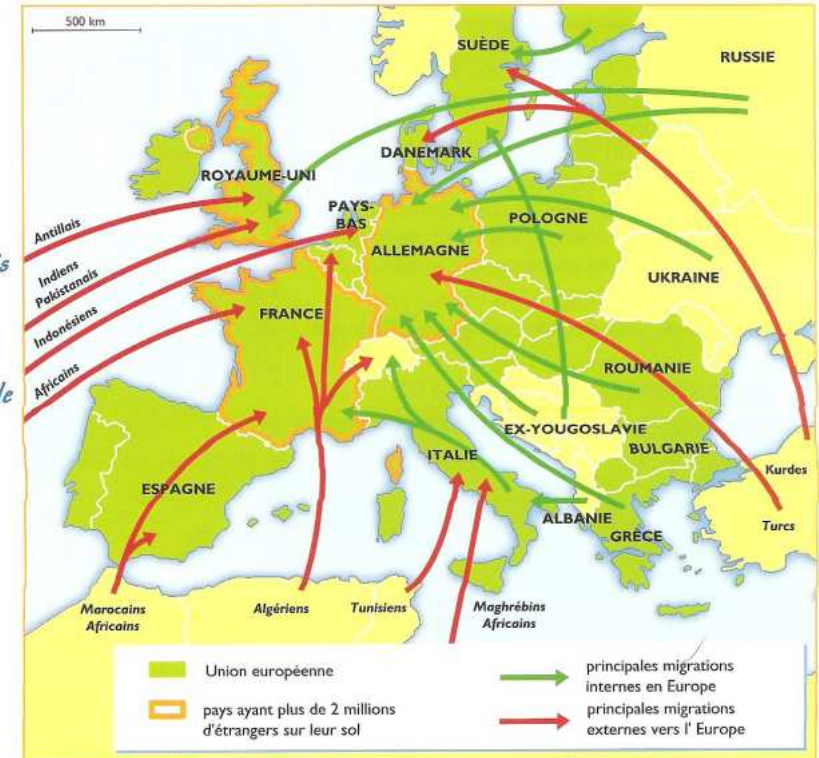 500 km
SUÈDE
RUSSIE
DANEMARK
ROYAUME-UNI
PAYS-
BAS
POLOGNE
ALLEMAGNE
Antillais
Indiens
Pakistanais
UKRAINE
Indonésiens
FRANCE
Africains
ROUMANIE
EX-YOUGOSLAVIE
ITALIE
BULGARIE
Kurdes
ESPAGNE
ALBANIE
Turcs
GRÈCE
Marocains
Africains
Algériens
Tunisiens
Maghrébins
Africains
Union européenne
pays ayant plus de 2 millions
d'étrangers sur leur sol
principales migrations
internes en Europe
principales migrations
externes vers l' Europe